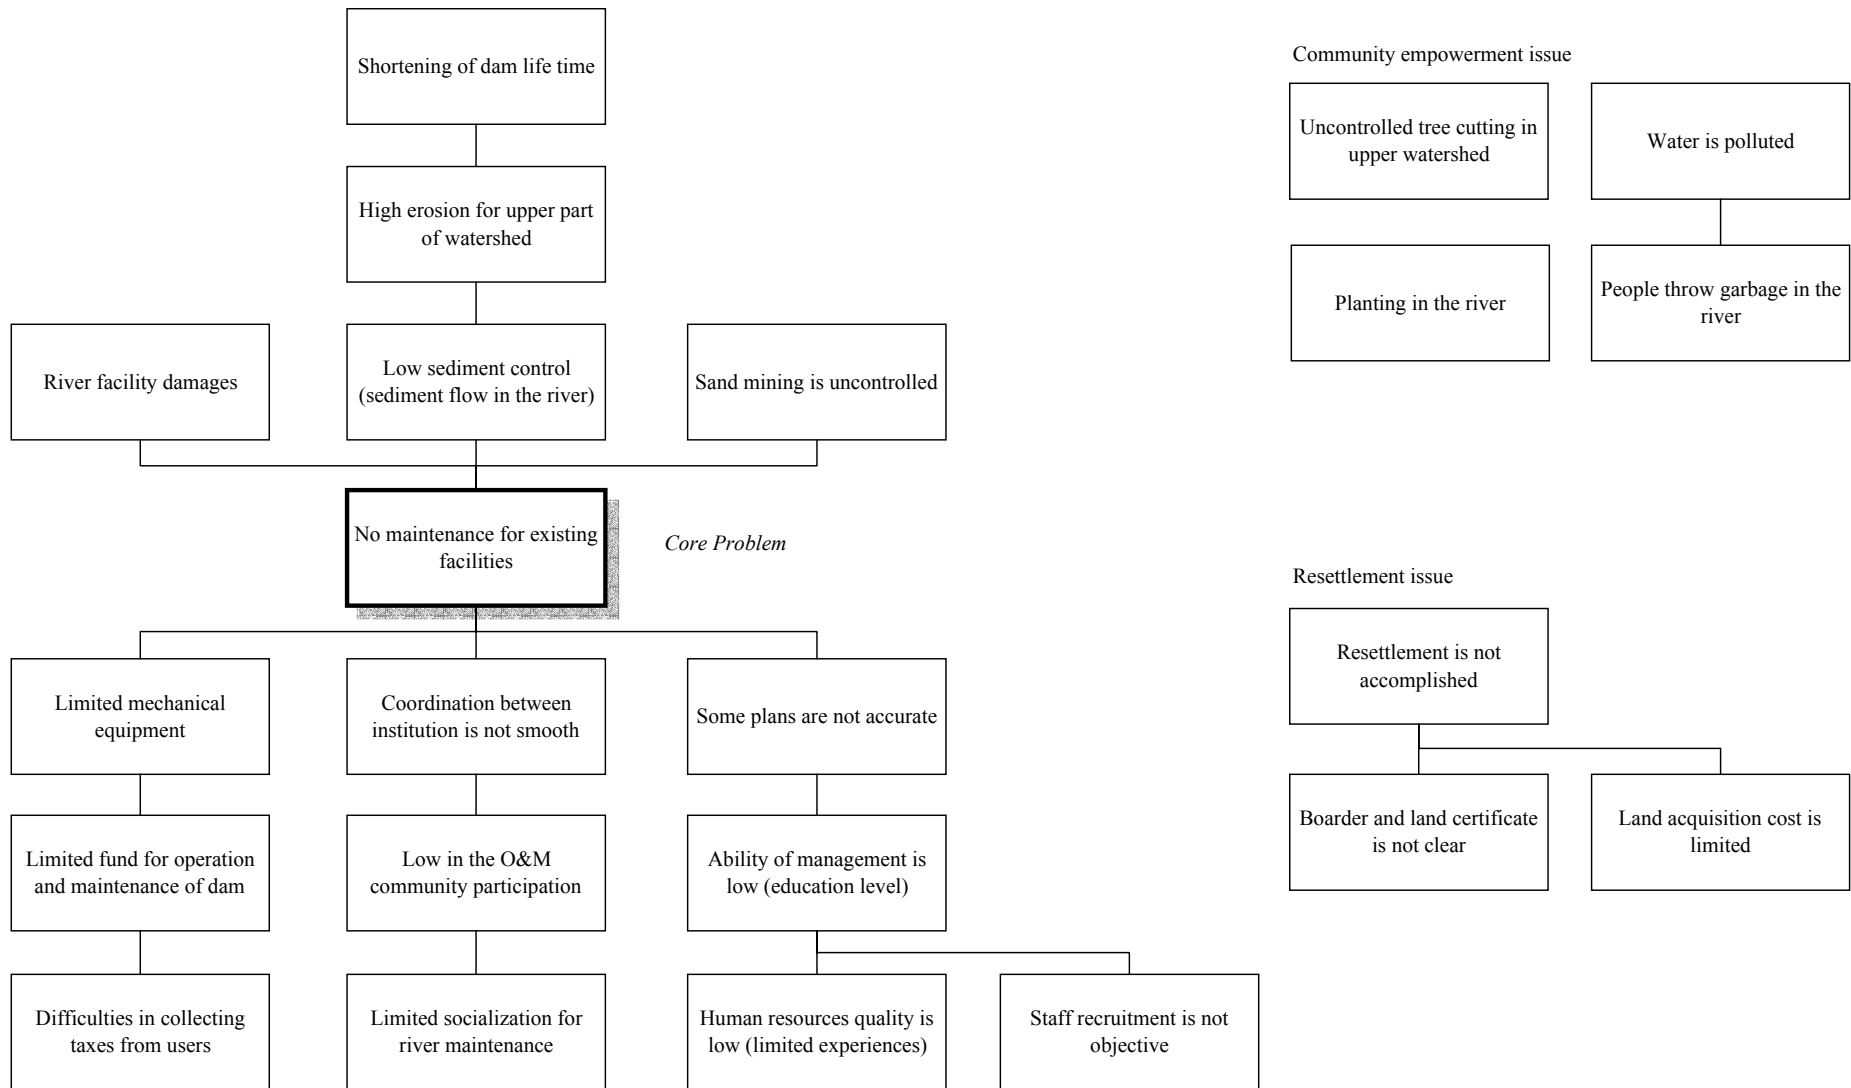 Shortening of dam life time
High erosion for upper part
of watershed
River facility damages
Low sediment control
(sediment flow in the river)
Sand mining is uncontrolled
No maintenance for existing
facilities
Core Problem
Limited mechanical
equipment
Coordination between
institution is not smooth
Some plans are not accurate
Limited fund for operation
and maintenance of dam
Low in the O&M
community participation
Ability of management is
low (education level)
Difficulties in collecting
taxes from users
Limited socialization for
river maintenance
Human resources quality is
low (limited experiences)
Staff recruitment is not
objective
Community empowerment issue
Uncontrolled tree cutting in
upper watershed
Water is polluted
Planting in the river
People throw garbage in the
river
Resettlement issue
Resettlement is not
accomplished
Boarder and land certificate
is not clear
Land acquisition cost is
limited